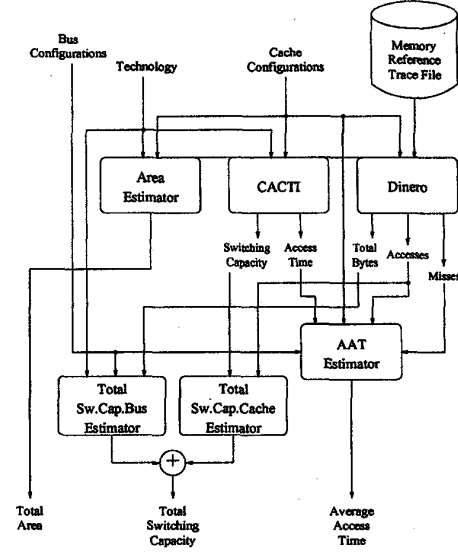 Bus
Configurations
Technology
Cache
Configurations
Memory
Reference
Trace File
Area
Estimator
CACTI
Dinero
Switching
Capacity
Access
Time
Total
Bytes
Accesses
Misses
AAT
Estimator
Total
Sw.Cap.Bus
Estimator
Total
Sw.Cap.Cache
Estimator
+
Total
Area
Total
Switching
Capacity
Average
Access
Time